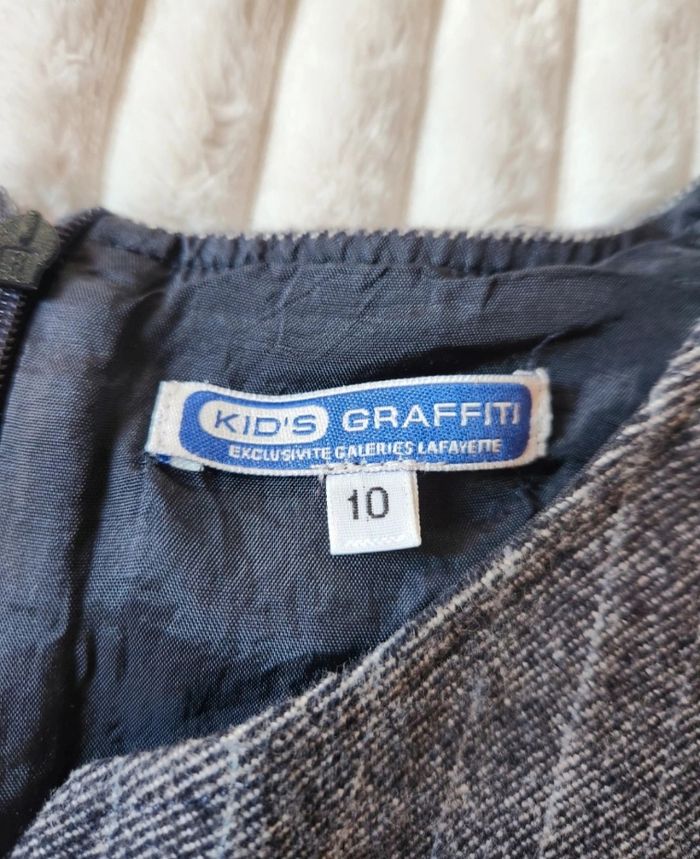 KID'S GRAFFITI
EXCLUSIVITE GALERIES LAFAYETTE
10